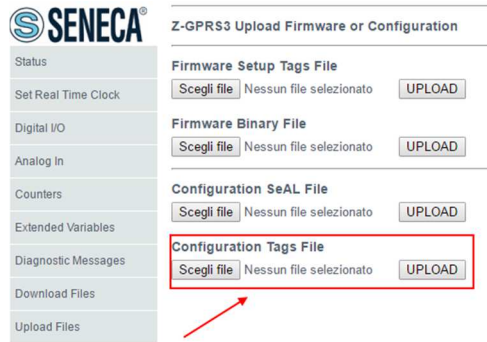 SENECA®
Status
Set Real Time Clock
Digital I/O
Analog In
Counters
Extended Variables
Diagnostic Messages
Download Files
Upload Files
Z-GPRS3 Upload Firmware or Configuration
Firmware Setup Tags File
Scegli file Nessun file selezionato UPLOAD
Firmware Binary File
Scegli file Nessun file selezionato UPLOAD
Configuration SeAL File
Scegli file Nessun file selezionato UPLOAD
Configuration Tags File
Scegli file Nessun file selezionato UPLOAD